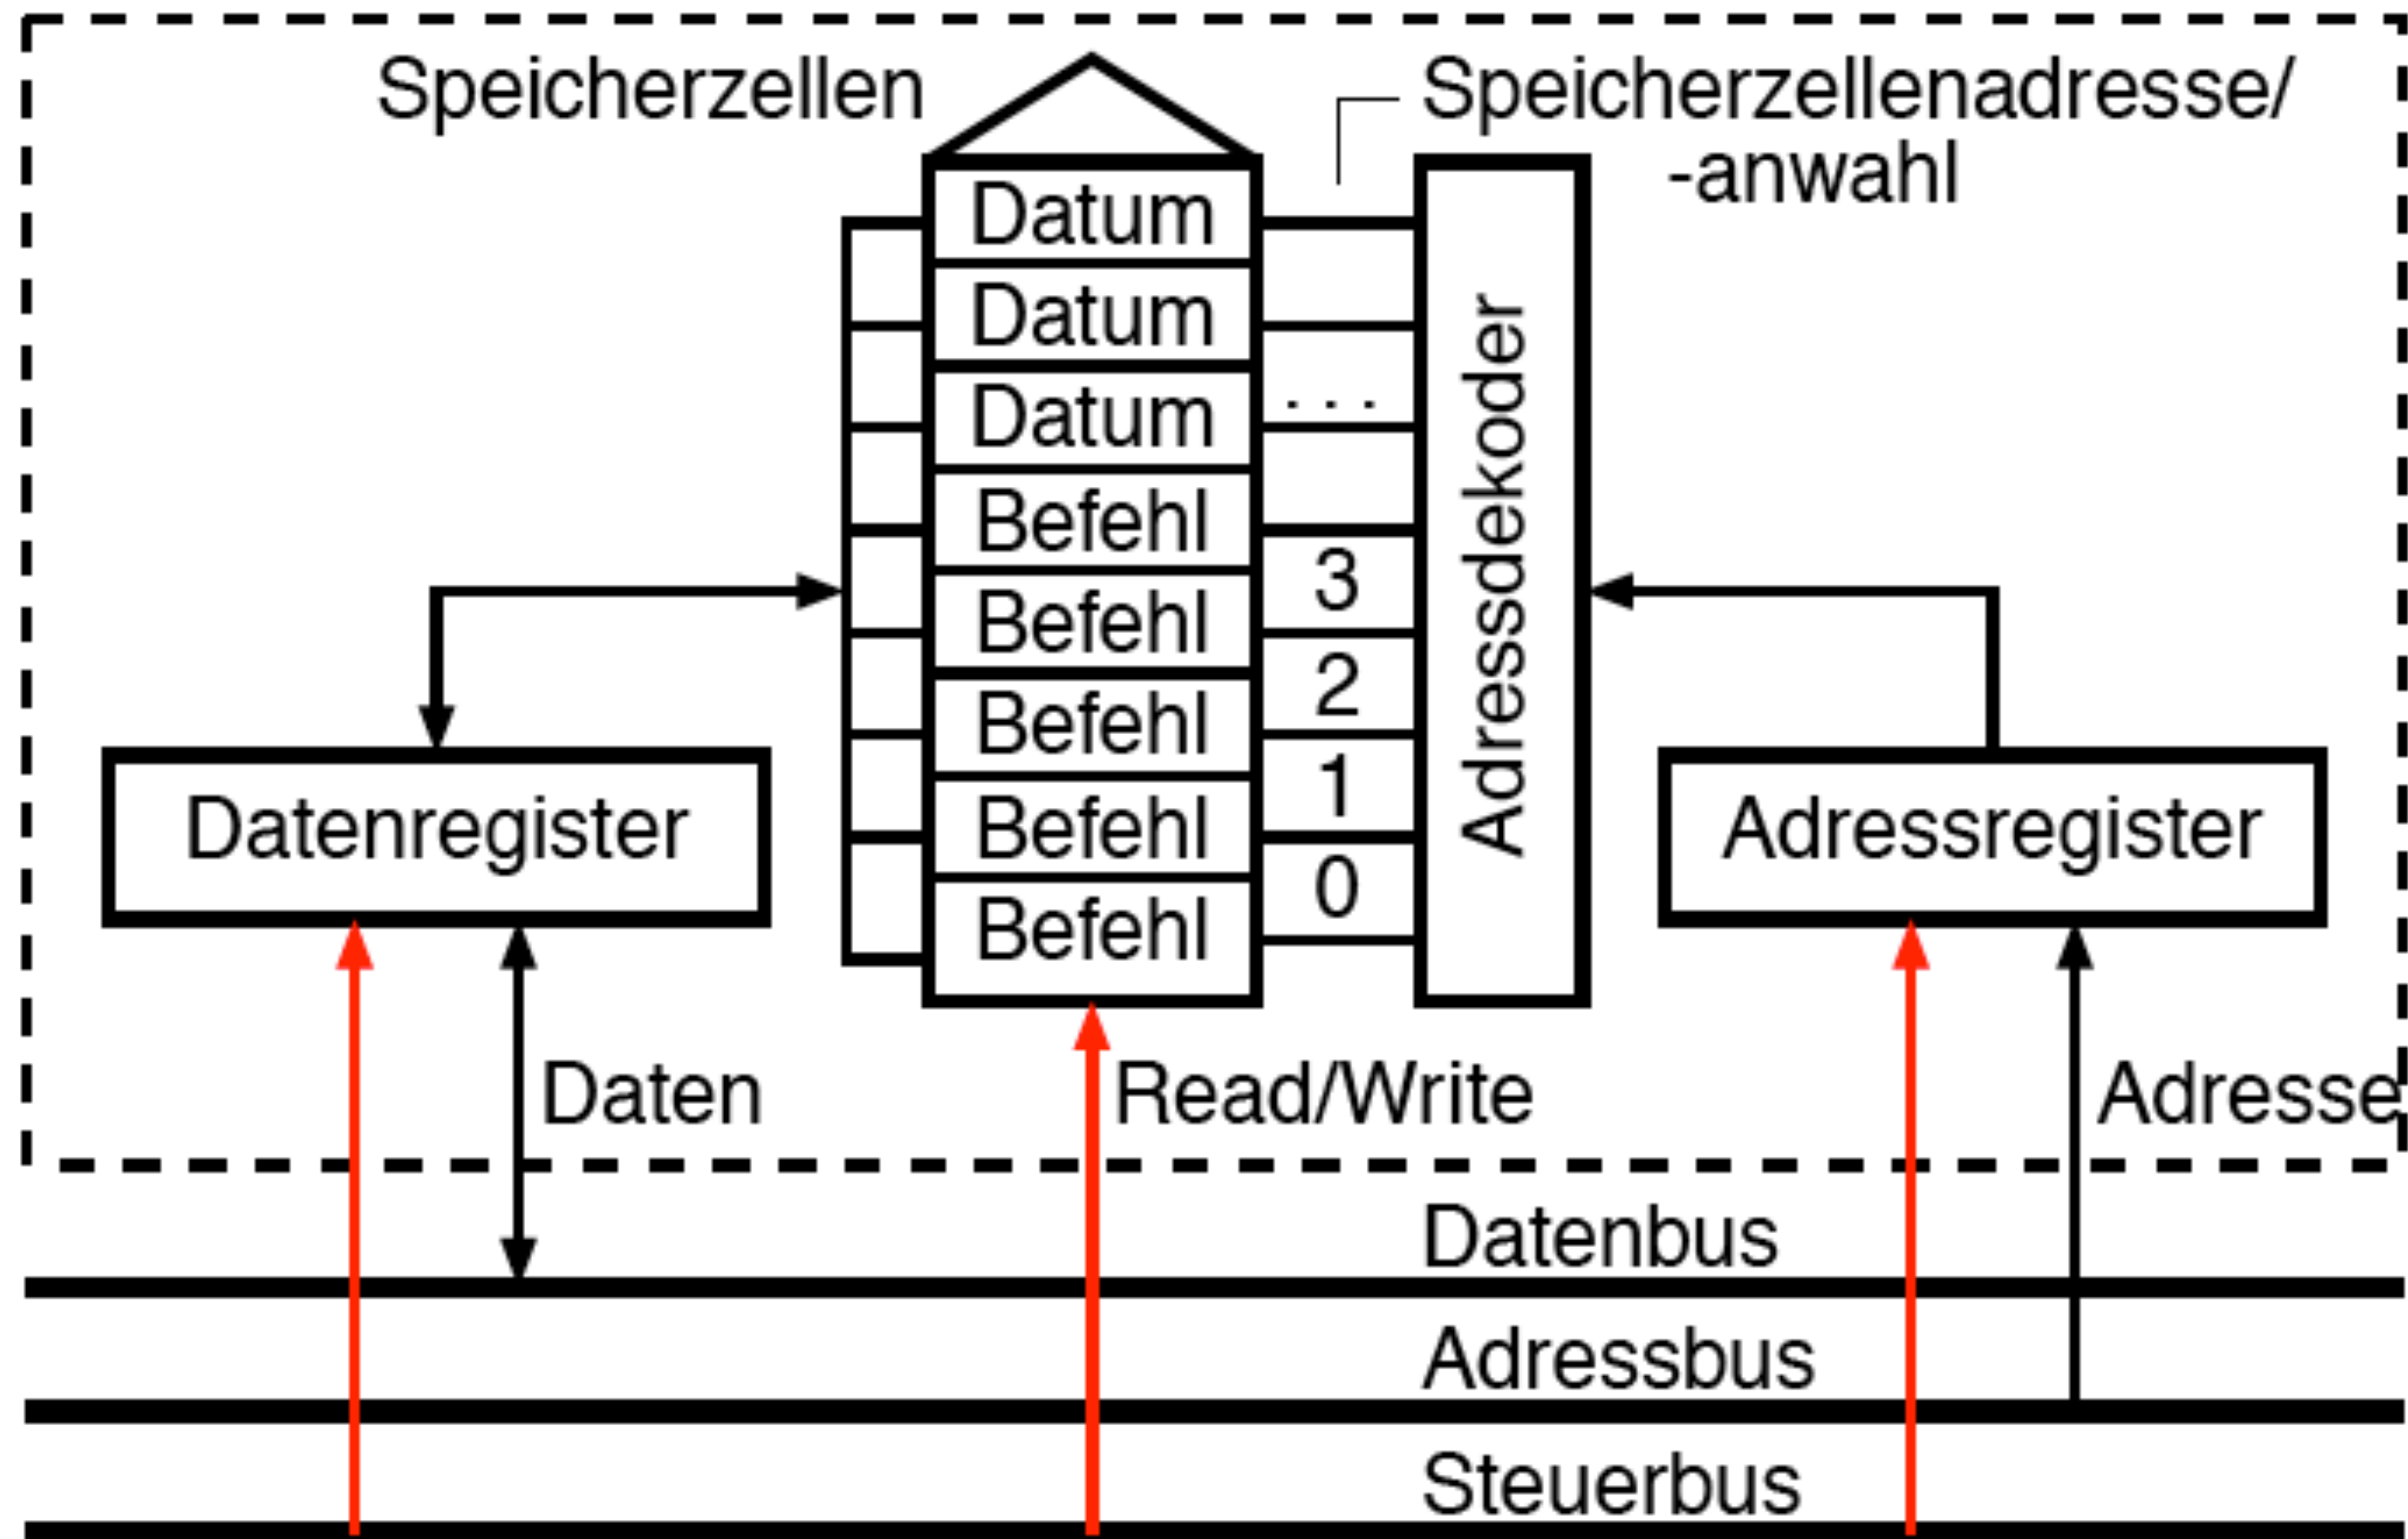 Speicherzellen
Speicherzellenadresse/
-anwahl
Datum
Datum
Datum
. . .
Befehl
3
Befehl
2
Befehl
1
Befehl
0
Befehl
Adressdekoder
Datenregister
Adressregister
Daten
Read/Write
Adresse
Datenbus
Adressbus
Steuerbus